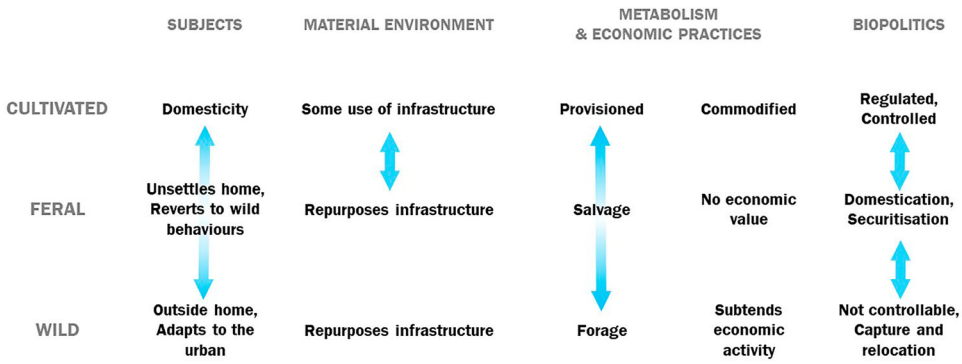 SUBJECTS
MATERIAL ENVIRONMENT
METABOLISM
& ECONOMIC PRACTICES
BIOPOLITICS
CULTIVATED
Domesticity
Some use of infrastructure
Provisioned
Commodified
Regulated,
Controlled
FERAL
Unsettles home,
Reverts to wild
behaviours
Repurposes infrastructure
Salvage
No economic
value
Domestication,
Securitisation
WILD
Outside home,
Adapts to the
urban
Repurposes infrastructure
Forage
Subtends
economic
activity
Not controllable,
Capture and
relocation